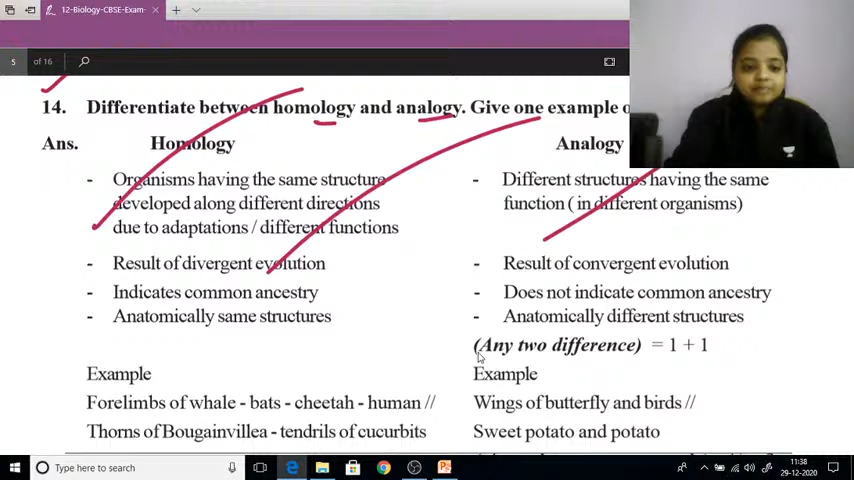 12-Biology-CBSE-Exam-
5 of 16
14. Differentiate between homology and analogy. Give one example o
Ans. Homology Analogy
- Organisms having the same structure developed along different directions due to adaptations / different functions
- Different structures having the same function ( in different organisms)
- Result of divergent evolution - Result of convergent evolution
- Indicates common ancestry - Does not indicate common ancestry
- Anatomically same structures - Anatomically different structures
(Any two difference) = 1 + 1
Example Example
Forelimbs of whale - bats - cheetah - human // Wings of butterfly and birds //
Thorns of Bougainvillea - tendrils of cucurbits Sweet potato and potato
Type here to search
11:38
29-12-2020